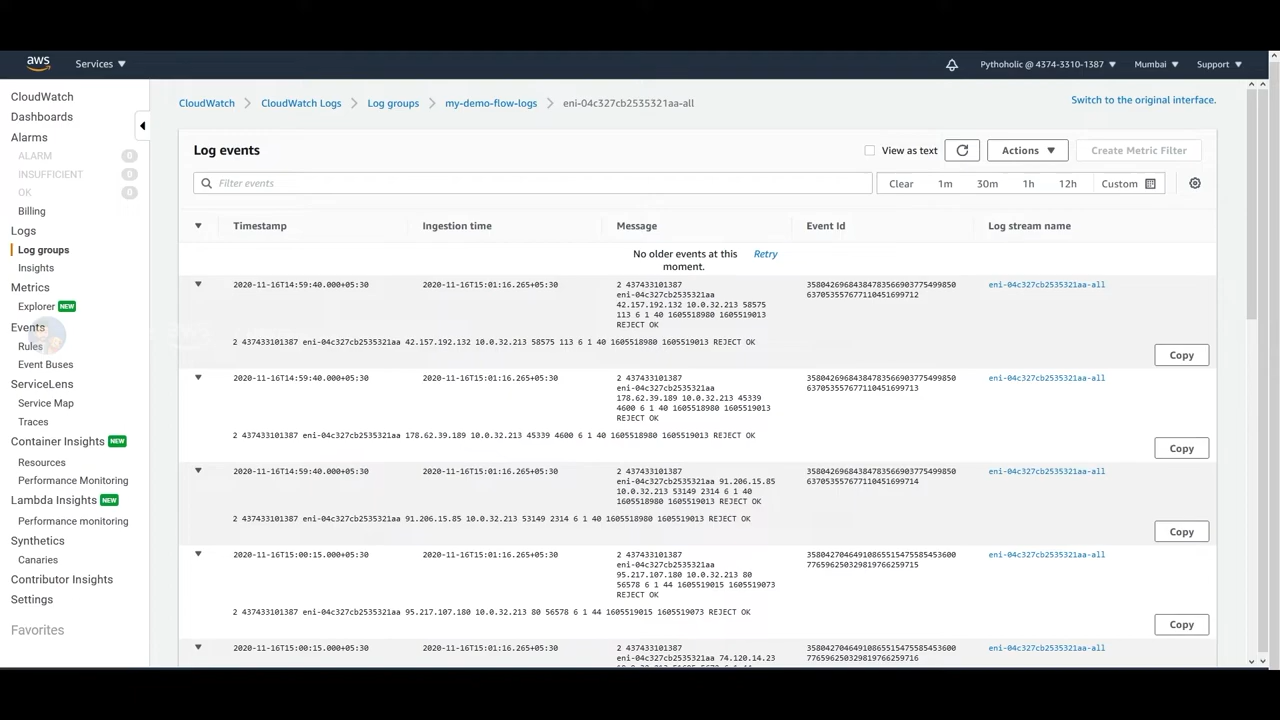 aws
Services
Pythoholic @ 4374-3310-1387
Mumbai
Support
CloudWatch
Dashboards
Alarms
ALARM 0
INSUFFICIENT 0
OK 0
Billing
Logs
Log groups
Insights
Metrics
Explorer NEW
Events
Rules
Event Buses
ServiceLens
Service Map
Traces
Container Insights NEW
Resources
Performance Monitoring
Lambda Insights NEW
Performance monitoring
Synthetics
Canaries
Contributor Insights
Settings
Favorites
CloudWatch CloudWatch Logs Log groups my-demo-flow-logs eni-04c327cb2535321aa-all
Switch to the original interface.
Log events
View as text
Actions
Create Metric Filter
Filter events
Clear 1m 30m 1h 12h Custom
Timestamp Ingestion time Message Event Id Log stream name
No older events at this
moment.
Retry
2020-11-16T14:59:40.000+05:30
2020-11-16T15:01:16.265+05:30
2 437433101387
eni-04c327cb2535321aa
42.157.192.132 10.0.32.213 58575
113 6 1 40 1605518980 1605519013
REJECT OK
35804269684384783566903775499850
637053557677110451699712
eni-04c327cb2535321aa-all
2 437433101387 eni-04c327cb2535321aa 42.157.192.132 10.0.32.213 58575 113 6 1 40 1605518980 1605519013 REJECT OK
Copy
2020-11-16T14:59:40.000+05:30
2020-11-16T15:01:16.265+05:30
2 437433101387
eni-04c327cb2535321aa
178.62.39.189 10.0.32.213 45339
4600 6 1 40 1605518980 1605519013
REJECT OK
35804269684384783566903775499850
637053557677110451699713
eni-04c327cb2535321aa-all
2 437433101387 eni-04c327cb2535321aa 178.62.39.189 10.0.32.213 45339 4600 6 1 40 1605518980 1605519013 REJECT OK
Copy
2020-11-16T14:59:40.000+05:30
2020-11-16T15:01:16.265+05:30
2 437433101387
eni-04c327cb2535321aa 91.206.15.85
10.0.32.213 53149 2314 6 1 40
1605518980 1605519013 REJECT OK
35804269684384783566903775499850
637053557677110451699714
eni-04c327cb2535321aa-all
2 437433101387 eni-04c327cb2535321aa 91.206.15.85 10.0.32.213 53149 2314 6 1 40 1605518980 1605519013 REJECT OK
Copy
2020-11-16T15:00:15.000+05:30
2020-11-16T15:01:16.265+05:30
2 437433101387
eni-04c327cb2535321aa
95.217.107.180 10.0.32.213 80
56578 6 1 44 1605519015 1605519073
REJECT OK
35804270464910865515475585453600
776596250329819766259715
eni-04c327cb2535321aa-all
2 437433101387 eni-04c327cb2535321aa 95.217.107.180 10.0.32.213 80 56578 6 1 44 1605519015 1605519073 REJECT OK
Copy
2020-11-16T15:00:15.000+05:30
2020-11-16T15:01:16.265+05:30
2 437433101387
eni-04c327cb2535321aa 74.120.14.23
35804270464910865515475585453600
776596250329819766259716
eni-04c327cb2535321aa-all